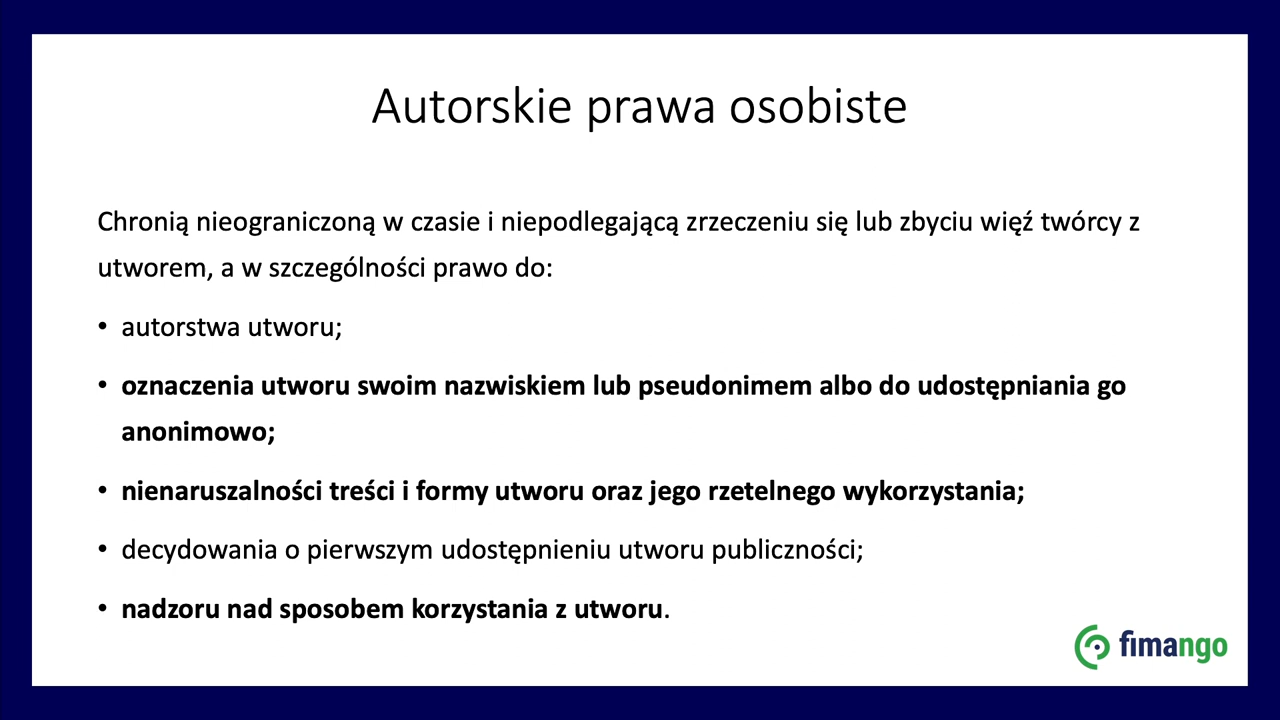 Autorskie prawa osobiste
Chronią nieograniczoną w czasie i niepodlegającą zrzeczeniu się lub zbyciu więź twórcy z
utworem, a w szczególności prawo do:
• autorstwa utworu;
• oznaczenia utworu swoim nazwiskiem lub pseudonimem albo do udostępniania go
anonimowo;
• nienaruszalności treści i formy utworu oraz jego rzetelnego wykorzystania;
• decydowania o pierwszym udostępnieniu utworu publiczności;
• nadzoru nad sposobem korzystania z utworu.
fimango